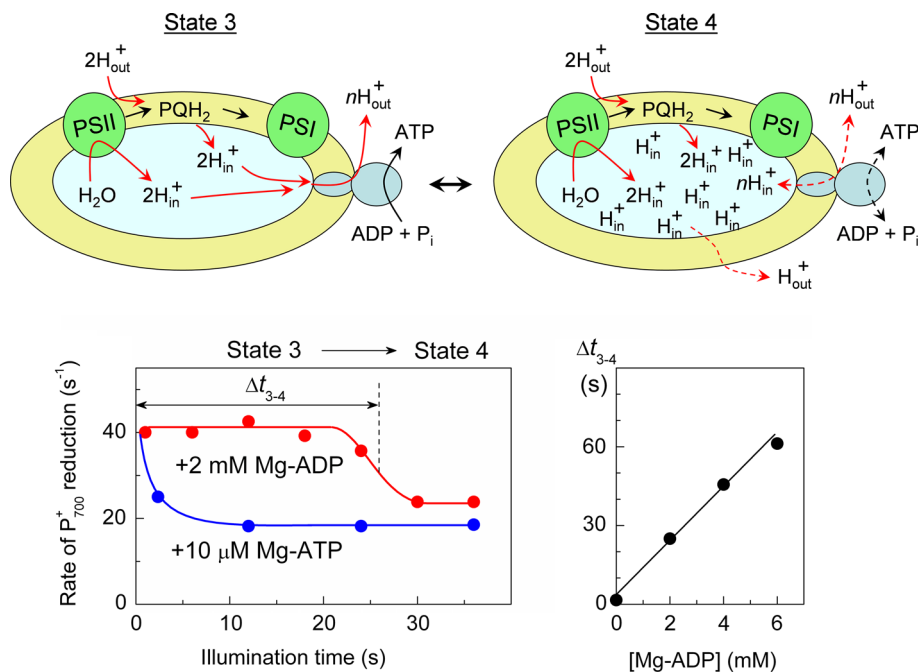 State 3
State 4
2H⁺out
PSII
PQH₂
PSI
nH⁺out
ATP
2H⁺in
H₂O
2H⁺in
ADP + Pi
2H⁺out
PSII
PQH₂
PSI
nH⁺out
ATP
H⁺in
2H⁺in
H⁺in
nH⁺in
H₂O
2H⁺in
H⁺in
H⁺in
H⁺in
H⁺in
ADP + Pi
H⁺out
State 3 → State 4
Δt3-4
Rate of P⁺700 reduction (s⁻¹)
40
20
0
+2 mM Mg-ADP
+10 μM Mg-ATP
0 10 20 30
Illumination time (s)
Δt3-4
(s)
60
30
0
0 2 4 6
[Mg-ADP] (mM)